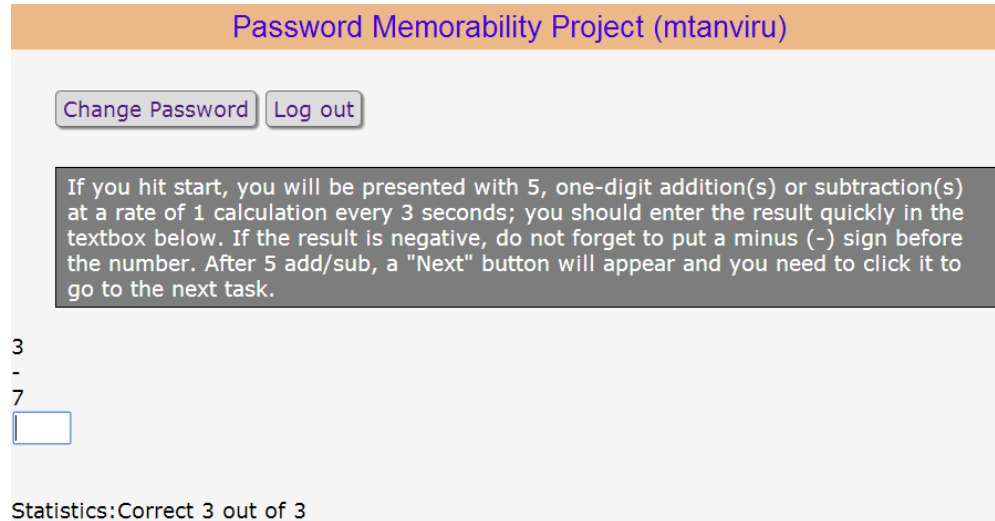 Password Memorability Project (mtanviru)
Change Password Log out
If you hit start, you will be presented with 5, one-digit addition(s) or subtraction(s)
at a rate of 1 calculation every 3 seconds; you should enter the result quickly in the
textbox below. If the result is negative, do not forget to put a minus (-) sign before
the number. After 5 add/sub, a "Next" button will appear and you need to click it to
go to the next task.
3
-
7
Statistics:Correct 3 out of 3